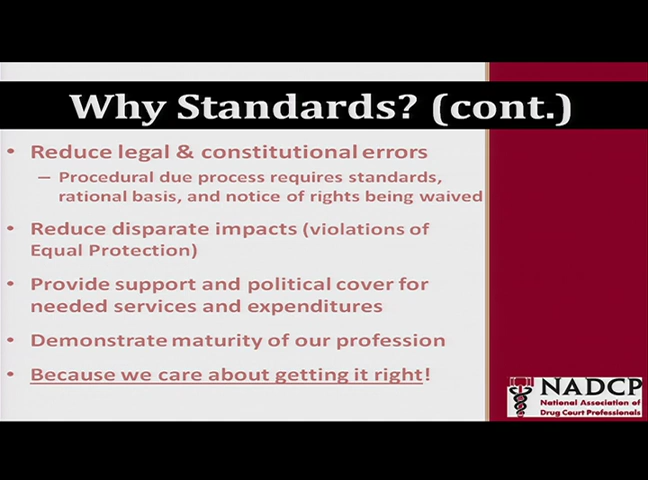 Why Standards? (cont.)
• Reduce legal & constitutional errors
– Procedural due process requires standards,
rational basis, and notice of rights being waived
• Reduce disparate impacts (violations of
Equal Protection)
• Provide support and political cover for
needed services and expenditures
• Demonstrate maturity of our profession
• Because we care about getting it right!
NADCP
National Association of
Drug Court Professionals